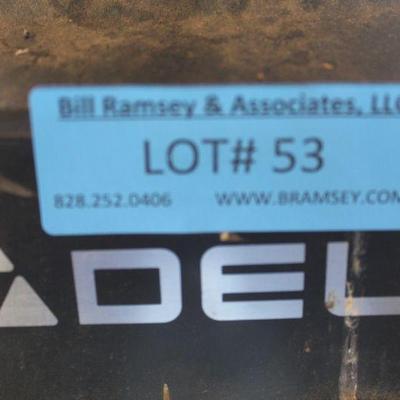 Bill Ramsey & Associates, LLC
LOT# 53
828.252.0406 WWW.BRAMSEY.COM
DEL